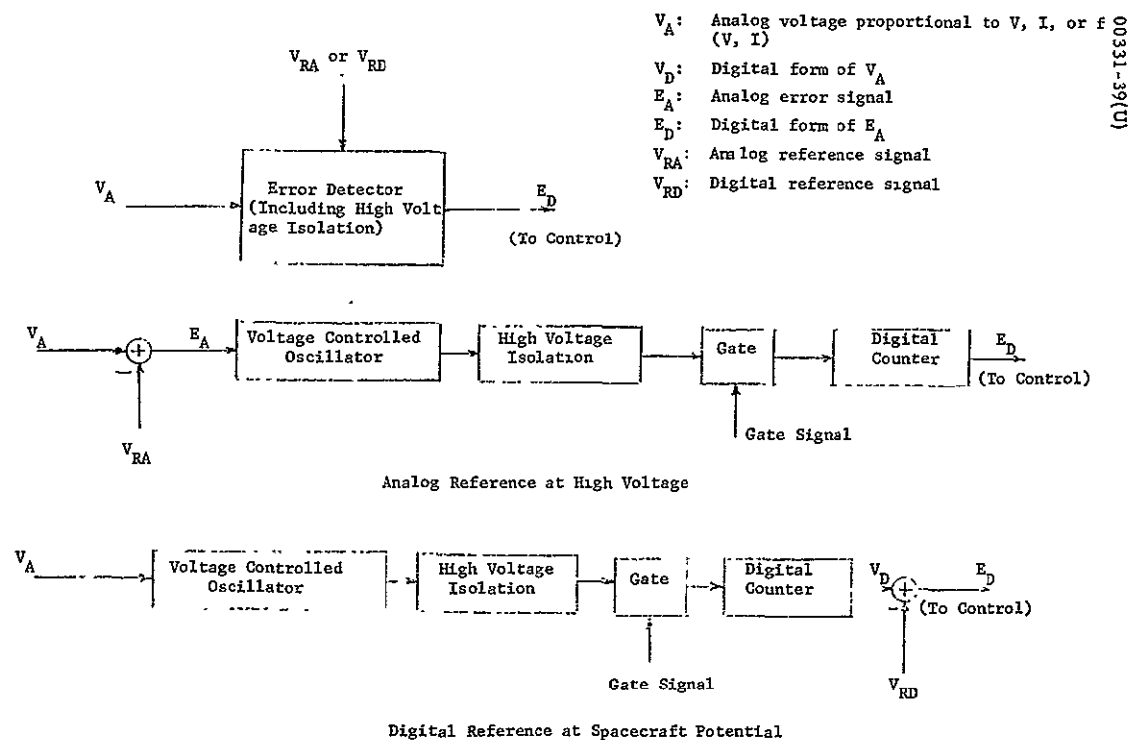 V_A: Analog voltage proportional to V, I, or f
(V, I)
V_D: Digital form of V_A
E_A: Analog error signal
E_D: Digital form of E_A
V_RA: Analog reference signal
V_RD: Digital reference signal
00331-39(U)
V_RA or V_RD
V_A
Error Detector
(Including High Volt
age Isolation)
E_D
(To Control)
V_A
E_A
Voltage Controlled
Oscillator
High Voltage
Isolation
Gate
Digital
Counter
E_D
(To Control)
V_RA
Gate Signal
Analog Reference at High Voltage
V_A
Voltage Controlled
Oscillator
High Voltage
Isolation
Gate
Digital
Counter
V_D
E_D
(To Control)
Gate Signal
V_RD
Digital Reference at Spacecraft Potential